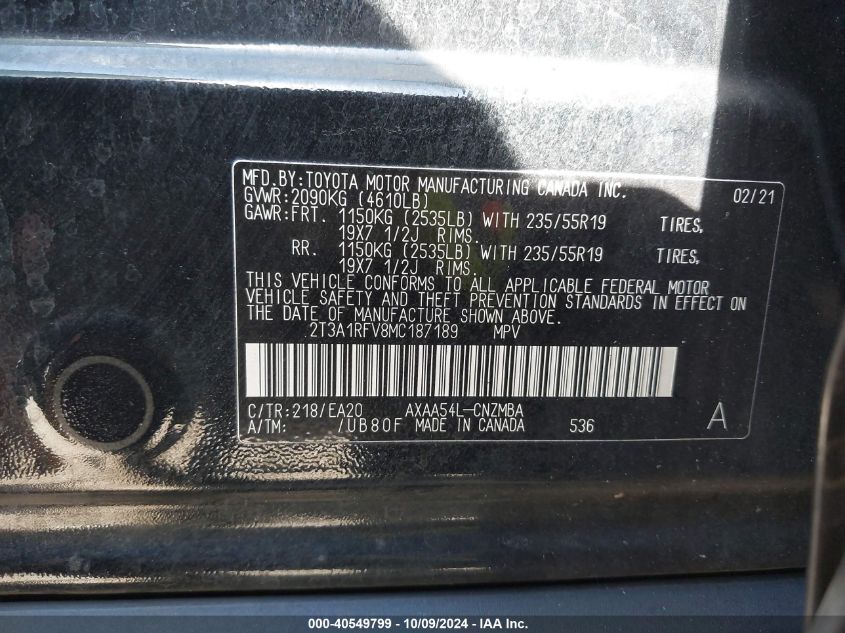 MFD. BY: TOYOTA MOTOR MANUFACTURING CANADA INC. 02/21
GVWR: 2090KG (4610LB)
GAWR: FRT. 1150KG (2535LB) WITH 235/55R19 TIRES,
19X7 1/2J RIMS.
RR. 1150KG (2535LB) WITH 235/55R19 TIRES,
19X7 1/2J RIMS.
THIS VEHICLE CONFORMS TO ALL APPLICABLE FEDERAL MOTOR
VEHICLE SAFETY AND THEFT PREVENTION STANDARDS IN EFFECT ON
THE DATE OF MANUFACTURE SHOWN ABOVE.
2T3A1RFV8MC187189 MPV
C/TR: 218/EA20 AXAA54L-CNZMBA A
A/TM: /UB80F MADE IN CANADA 536
000-40549799 - 10/09/2024 - IAA Inc.